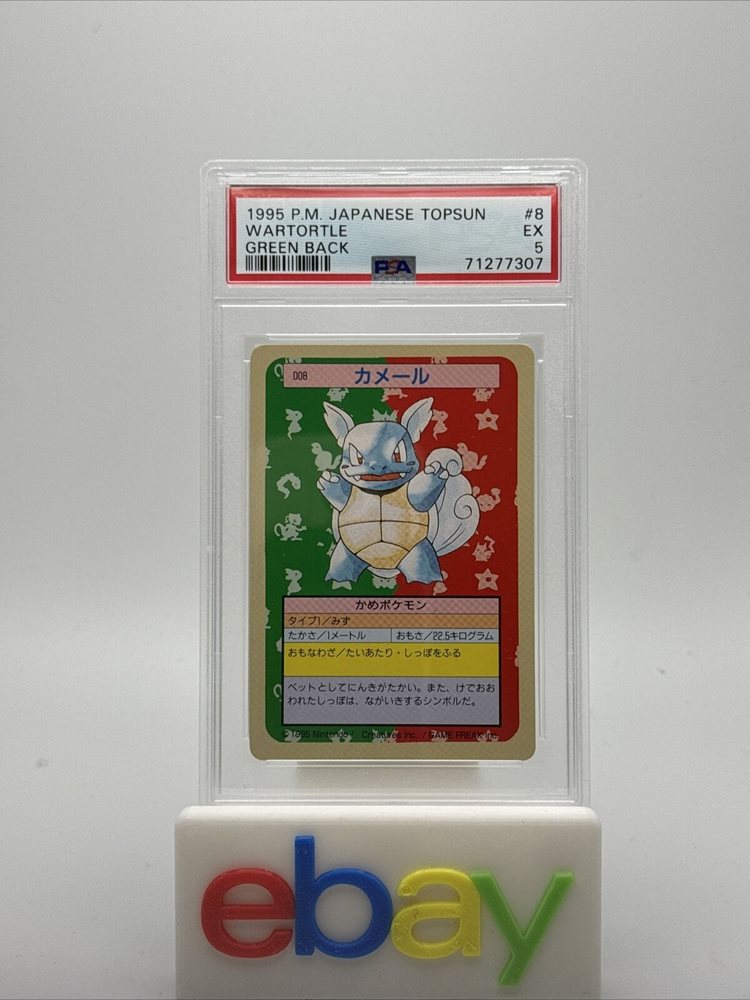 1995 P.M. JAPANESE TOPSUN #8
WARTORTLE EX
GREEN BACK 5
PSA 71277307
008 カメール
かめポケモン
タイプ1/みず
たかさ/1メートル おもさ/22.5キログラム
おもなわざ/たいあたり・しっぽをふる
ペットとしてにんきがたかい。また、けでおお
われたしっぽは、ながいきするシンボルだ。
© 1995 Nintendo / Creatures inc. / GAME FREAK inc.
ebay